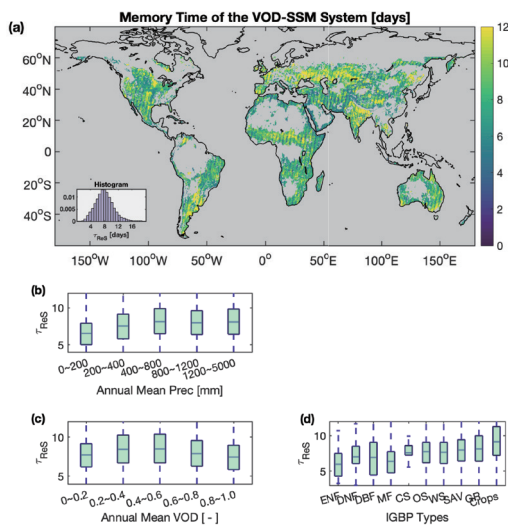 Memory Time of the VOD-SSM System [days]
(a)
60°N
40°N
20°N
0
20°S
40°S
150°W
100°W
50°W
0°
50°E
100°E
150°E
12
10
8
6
4
2
0
Histogram
0.01
0.005
0
4
8
12
16
τReS [days]
(b)
10
5
τReS
0~200
200~400
400~800
800~1200
1200~5000
Annual Mean Prec [mm]
(c)
10
5
τReS
0~0.2
0.2~0.4
0.4~0.6
0.6~0.8
0.8~1.0
Annual Mean VOD [ - ]
(d)
10
5
τReS
ENF
DNF
DBF
MF
CS
OS
WS
SAV
GR
Crops
IGBP Types